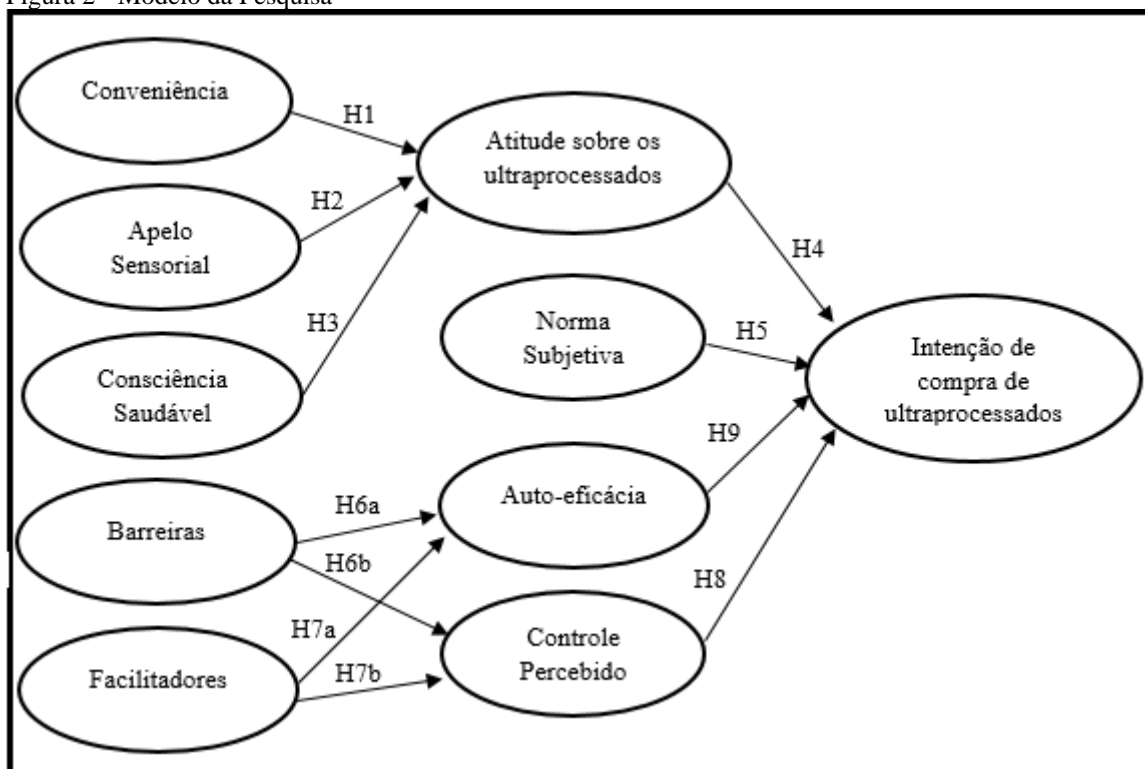 Figura 2 - Modelo da Pesquisa
Conveniência
H1
Atitude sobre os
ultraprocessados
Apelo
Sensorial
H2
H4
Consciência
Saudável
H3
Norma
Subjetiva
H5
Intenção de
compra de
ultraprocessados
Barreiras
H6a
Auto-eficácia
H9
H6b
H7a
H8
Facilitadores
H7b
Controle
Percebido